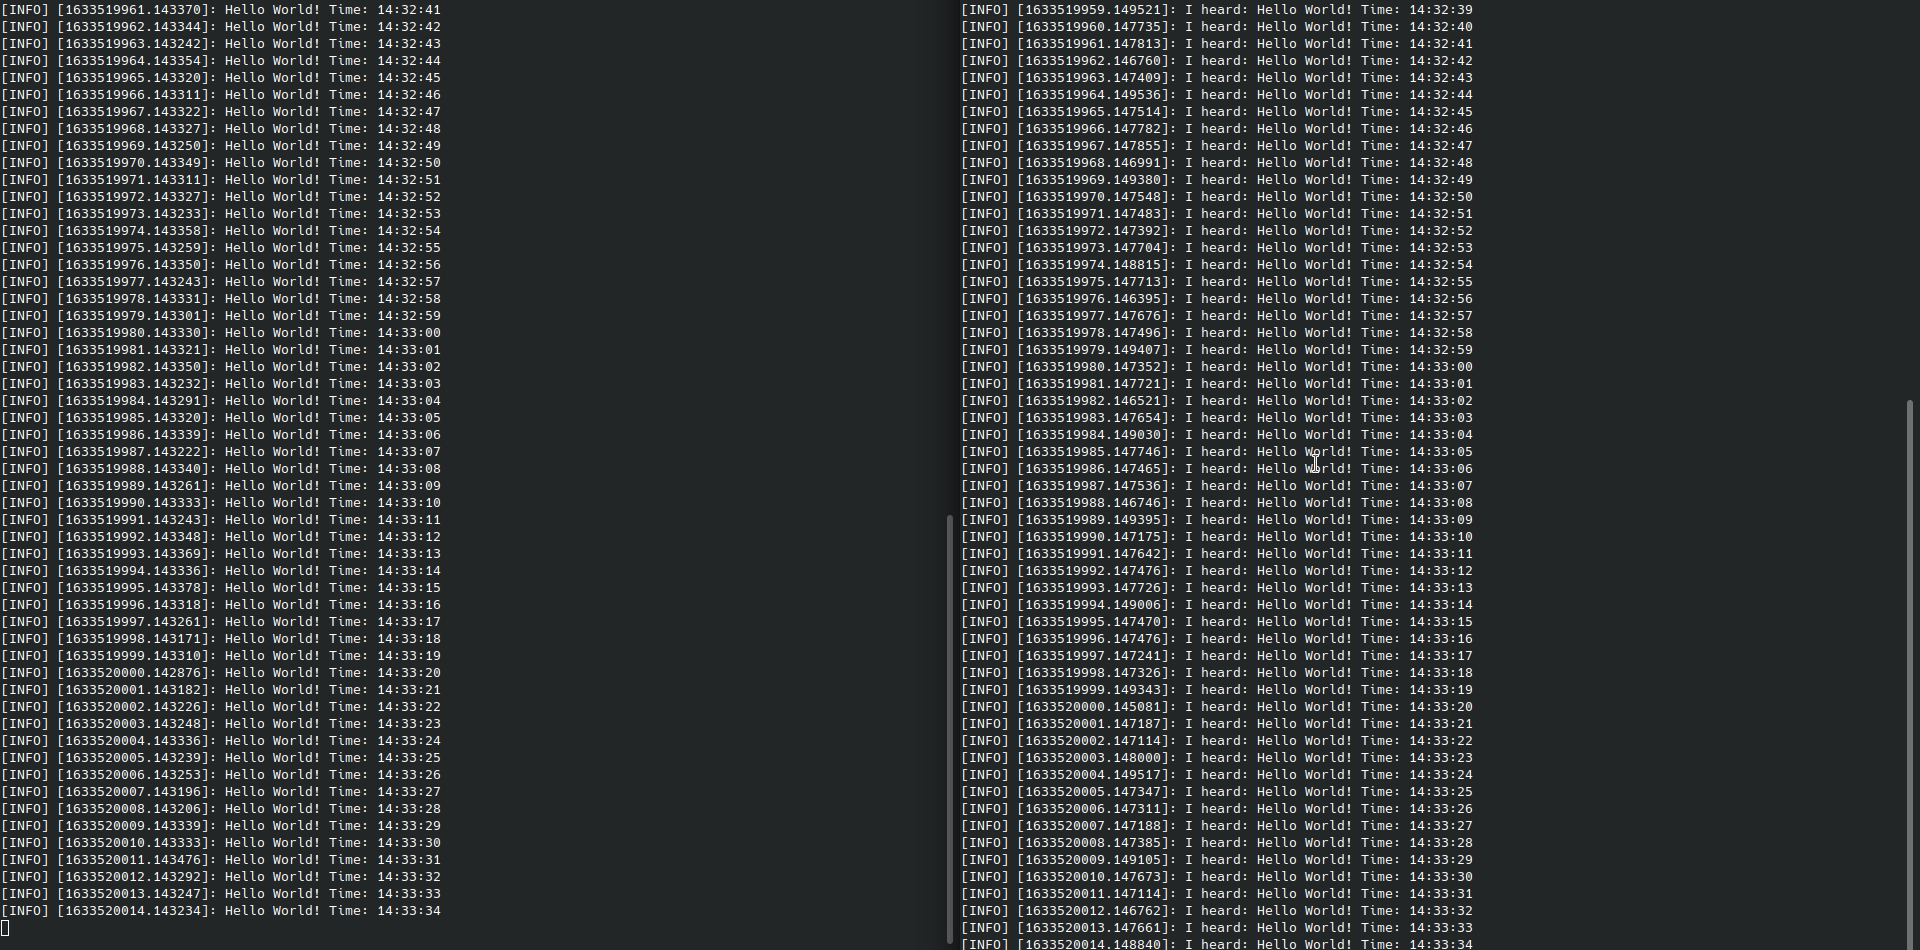 [INFO] [1633519961.143370]: Hello World! Time: 14:32:41
[INFO] [1633519962.143344]: Hello World! Time: 14:32:42
[INFO] [1633519963.143242]: Hello World! Time: 14:32:43
[INFO] [1633519964.143354]: Hello World! Time: 14:32:44
[INFO] [1633519965.143320]: Hello World! Time: 14:32:45
[INFO] [1633519966.143311]: Hello World! Time: 14:32:46
[INFO] [1633519967.143322]: Hello World! Time: 14:32:47
[INFO] [1633519968.143327]: Hello World! Time: 14:32:48
[INFO] [1633519969.143250]: Hello World! Time: 14:32:49
[INFO] [1633519970.143349]: Hello World! Time: 14:32:50
[INFO] [1633519971.143311]: Hello World! Time: 14:32:51
[INFO] [1633519972.143327]: Hello World! Time: 14:32:52
[INFO] [1633519973.143233]: Hello World! Time: 14:32:53
[INFO] [1633519974.143358]: Hello World! Time: 14:32:54
[INFO] [1633519975.143259]: Hello World! Time: 14:32:55
[INFO] [1633519976.143350]: Hello World! Time: 14:32:56
[INFO] [1633519977.143243]: Hello World! Time: 14:32:57
[INFO] [1633519978.143331]: Hello World! Time: 14:32:58
[INFO] [1633519979.143301]: Hello World! Time: 14:32:59
[INFO] [1633519980.143330]: Hello World! Time: 14:33:00
[INFO] [1633519981.143321]: Hello World! Time: 14:33:01
[INFO] [1633519982.143350]: Hello World! Time: 14:33:02
[INFO] [1633519983.143232]: Hello World! Time: 14:33:03
[INFO] [1633519984.143291]: Hello World! Time: 14:33:04
[INFO] [1633519985.143320]: Hello World! Time: 14:33:05
[INFO] [1633519986.143339]: Hello World! Time: 14:33:06
[INFO] [1633519987.143222]: Hello World! Time: 14:33:07
[INFO] [1633519988.143340]: Hello World! Time: 14:33:08
[INFO] [1633519989.143261]: Hello World! Time: 14:33:09
[INFO] [1633519990.143333]: Hello World! Time: 14:33:10
[INFO] [1633519991.143243]: Hello World! Time: 14:33:11
[INFO] [1633519992.143348]: Hello World! Time: 14:33:12
[INFO] [1633519993.143369]: Hello World! Time: 14:33:13
[INFO] [1633519994.143336]: Hello World! Time: 14:33:14
[INFO] [1633519995.143378]: Hello World! Time: 14:33:15
[INFO] [1633519996.143318]: Hello World! Time: 14:33:16
[INFO] [1633519997.143261]: Hello World! Time: 14:33:17
[INFO] [1633519998.143171]: Hello World! Time: 14:33:18
[INFO] [1633519999.143310]: Hello World! Time: 14:33:19
[INFO] [1633520000.142876]: Hello World! Time: 14:33:20
[INFO] [1633520001.143182]: Hello World! Time: 14:33:21
[INFO] [1633520002.143226]: Hello World! Time: 14:33:22
[INFO] [1633520003.143248]: Hello World! Time: 14:33:23
[INFO] [1633520004.143336]: Hello World! Time: 14:33:24
[INFO] [1633520005.143239]: Hello World! Time: 14:33:25
[INFO] [1633520006.143253]: Hello World! Time: 14:33:26
[INFO] [1633520007.143196]: Hello World! Time: 14:33:27
[INFO] [1633520008.143206]: Hello World! Time: 14:33:28
[INFO] [1633520009.143339]: Hello World! Time: 14:33:29
[INFO] [1633520010.143333]: Hello World! Time: 14:33:30
[INFO] [1633520011.143476]: Hello World! Time: 14:33:31
[INFO] [1633520012.143292]: Hello World! Time: 14:33:32
[INFO] [1633520013.143247]: Hello World! Time: 14:33:33
[INFO] [1633520014.143234]: Hello World! Time: 14:33:34
[INFO] [1633519959.149521]: I heard: Hello World! Time: 14:32:39
[INFO] [1633519960.147735]: I heard: Hello World! Time: 14:32:40
[INFO] [1633519961.147813]: I heard: Hello World! Time: 14:32:41
[INFO] [1633519962.146760]: I heard: Hello World! Time: 14:32:42
[INFO] [1633519963.147409]: I heard: Hello World! Time: 14:32:43
[INFO] [1633519964.149536]: I heard: Hello World! Time: 14:32:44
[INFO] [1633519965.147514]: I heard: Hello World! Time: 14:32:45
[INFO] [1633519966.147782]: I heard: Hello World! Time: 14:32:46
[INFO] [1633519967.147855]: I heard: Hello World! Time: 14:32:47
[INFO] [1633519968.146991]: I heard: Hello World! Time: 14:32:48
[INFO] [1633519969.149380]: I heard: Hello World! Time: 14:32:49
[INFO] [1633519970.147548]: I heard: Hello World! Time: 14:32:50
[INFO] [1633519971.147483]: I heard: Hello World! Time: 14:32:51
[INFO] [1633519972.147392]: I heard: Hello World! Time: 14:32:52
[INFO] [1633519973.147704]: I heard: Hello World! Time: 14:32:53
[INFO] [1633519974.148815]: I heard: Hello World! Time: 14:32:54
[INFO] [1633519975.147713]: I heard: Hello World! Time: 14:32:55
[INFO] [1633519976.146395]: I heard: Hello World! Time: 14:32:56
[INFO] [1633519977.147676]: I heard: Hello World! Time: 14:32:57
[INFO] [1633519978.147496]: I heard: Hello World! Time: 14:32:58
[INFO] [1633519979.149407]: I heard: Hello World! Time: 14:32:59
[INFO] [1633519980.147352]: I heard: Hello World! Time: 14:33:00
[INFO] [1633519981.147721]: I heard: Hello World! Time: 14:33:01
[INFO] [1633519982.146521]: I heard: Hello World! Time: 14:33:02
[INFO] [1633519983.147654]: I heard: Hello World! Time: 14:33:03
[INFO] [1633519984.149030]: I heard: Hello World! Time: 14:33:04
[INFO] [1633519985.147746]: I heard: Hello World! Time: 14:33:05
[INFO] [1633519986.147465]: I heard: Hello World! Time: 14:33:06
[INFO] [1633519987.147536]: I heard: Hello World! Time: 14:33:07
[INFO] [1633519988.146746]: I heard: Hello World! Time: 14:33:08
[INFO] [1633519989.149395]: I heard: Hello World! Time: 14:33:09
[INFO] [1633519990.147175]: I heard: Hello World! Time: 14:33:10
[INFO] [1633519991.147642]: I heard: Hello World! Time: 14:33:11
[INFO] [1633519992.147476]: I heard: Hello World! Time: 14:33:12
[INFO] [1633519993.147726]: I heard: Hello World! Time: 14:33:13
[INFO] [1633519994.149006]: I heard: Hello World! Time: 14:33:14
[INFO] [1633519995.147470]: I heard: Hello World! Time: 14:33:15
[INFO] [1633519996.147476]: I heard: Hello World! Time: 14:33:16
[INFO] [1633519997.147241]: I heard: Hello World! Time: 14:33:17
[INFO] [1633519998.147326]: I heard: Hello World! Time: 14:33:18
[INFO] [1633519999.149343]: I heard: Hello World! Time: 14:33:19
[INFO] [1633520000.145081]: I heard: Hello World! Time: 14:33:20
[INFO] [1633520001.147187]: I heard: Hello World! Time: 14:33:21
[INFO] [1633520002.147114]: I heard: Hello World! Time: 14:33:22
[INFO] [1633520003.148000]: I heard: Hello World! Time: 14:33:23
[INFO] [1633520004.149517]: I heard: Hello World! Time: 14:33:24
[INFO] [1633520005.147347]: I heard: Hello World! Time: 14:33:25
[INFO] [1633520006.147311]: I heard: Hello World! Time: 14:33:26
[INFO] [1633520007.147188]: I heard: Hello World! Time: 14:33:27
[INFO] [1633520008.147385]: I heard: Hello World! Time: 14:33:28
[INFO] [1633520009.149105]: I heard: Hello World! Time: 14:33:29
[INFO] [1633520010.147673]: I heard: Hello World! Time: 14:33:30
[INFO] [1633520011.147114]: I heard: Hello World! Time: 14:33:31
[INFO] [1633520012.146762]: I heard: Hello World! Time: 14:33:32
[INFO] [1633520013.147661]: I heard: Hello World! Time: 14:33:33
[INFO] [1633520014.148840]: I heard: Hello World! Time: 14:33:34